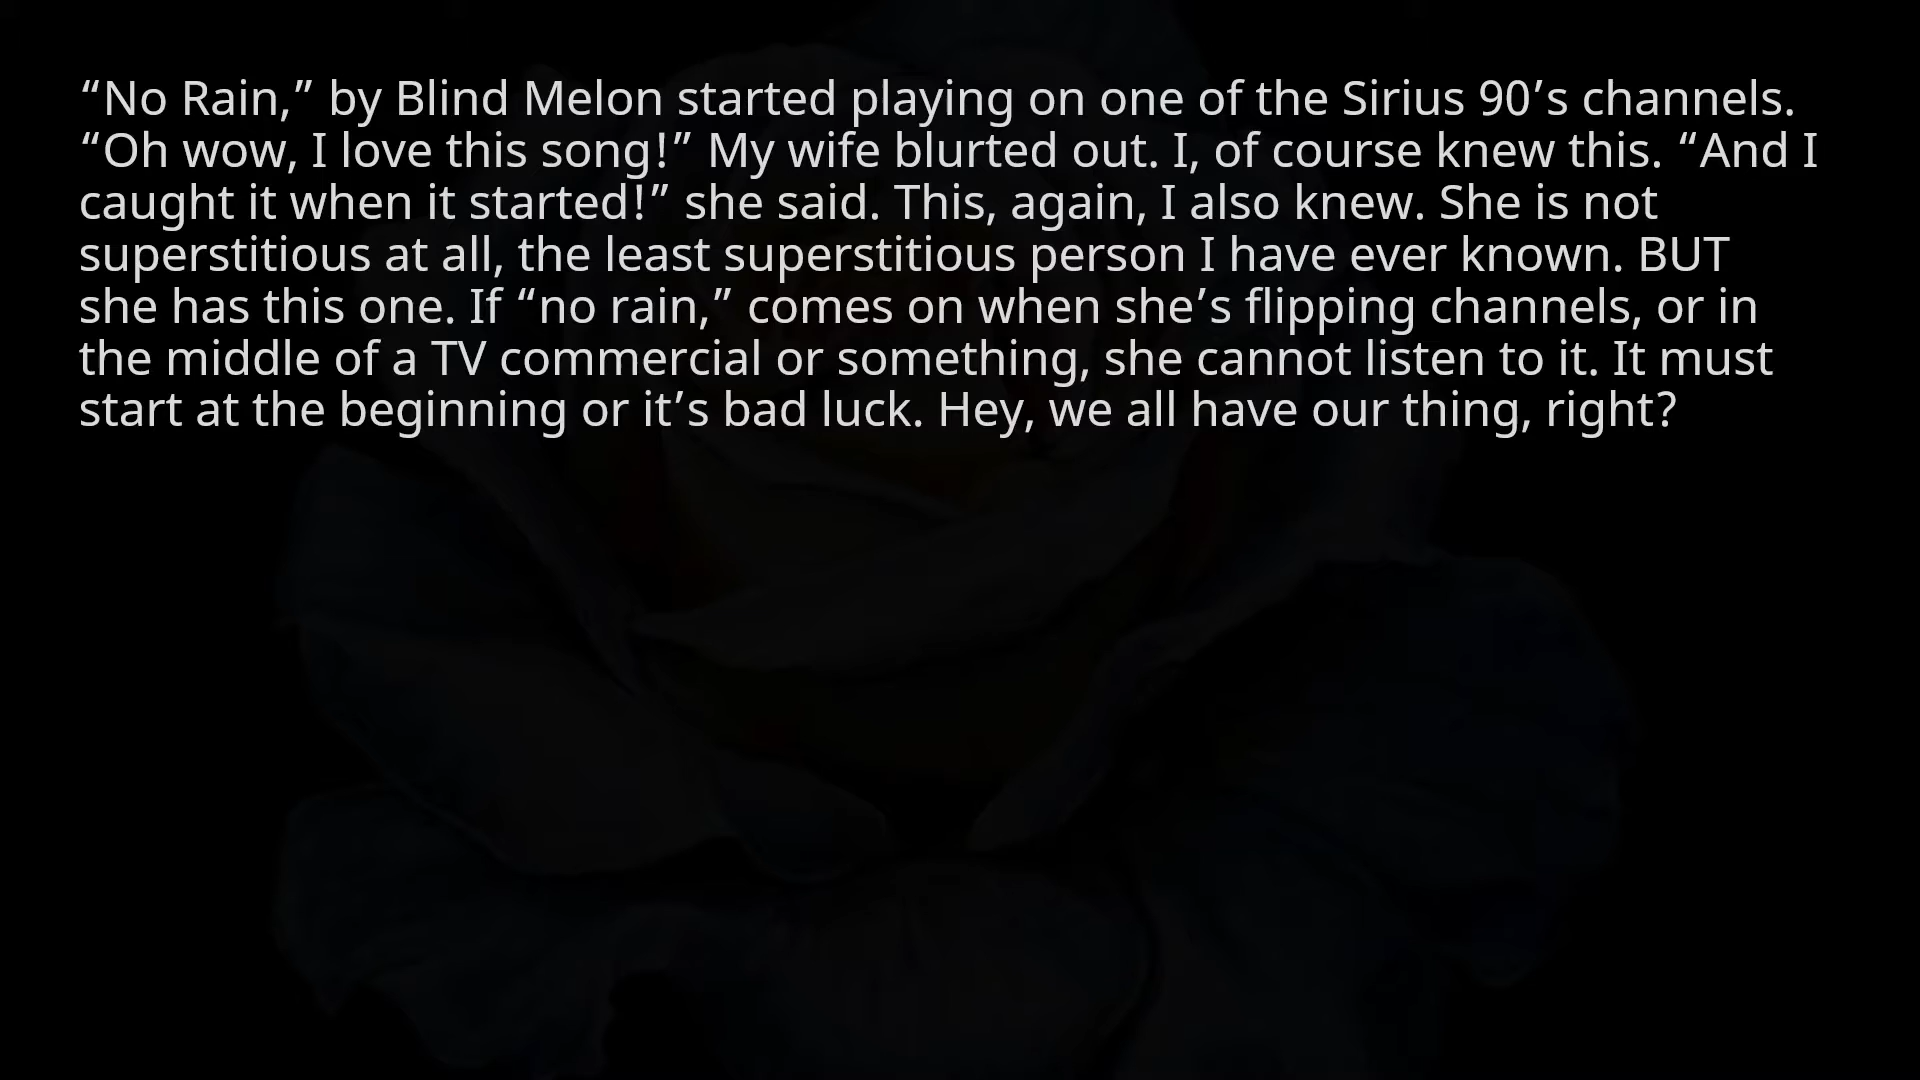 “No Rain,” by Blind Melon started playing on one of the Sirius 90’s channels.
“Oh wow, I love this song!” My wife blurted out. I, of course knew this. “And I
caught it when it started!” she said. This, again, I also knew. She is not
superstitious at all, the least superstitious person I have ever known. BUT
she has this one. If “no rain,” comes on when she’s flipping channels, or in
the middle of a TV commercial or something, she cannot listen to it. It must
start at the beginning or it’s bad luck. Hey, we all have our thing, right?